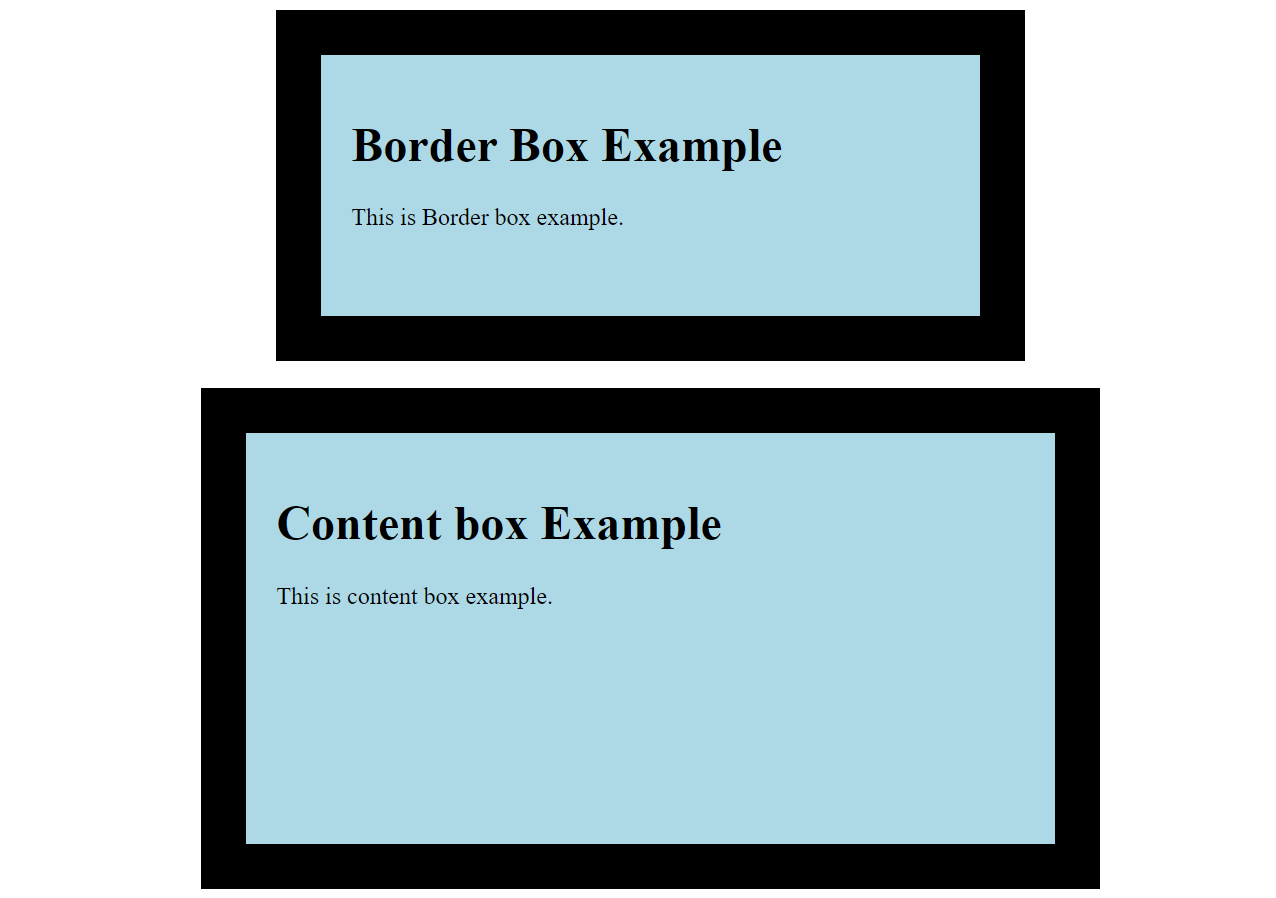 Border Box Example
This is Border box example.
Content box Example
This is content box example.